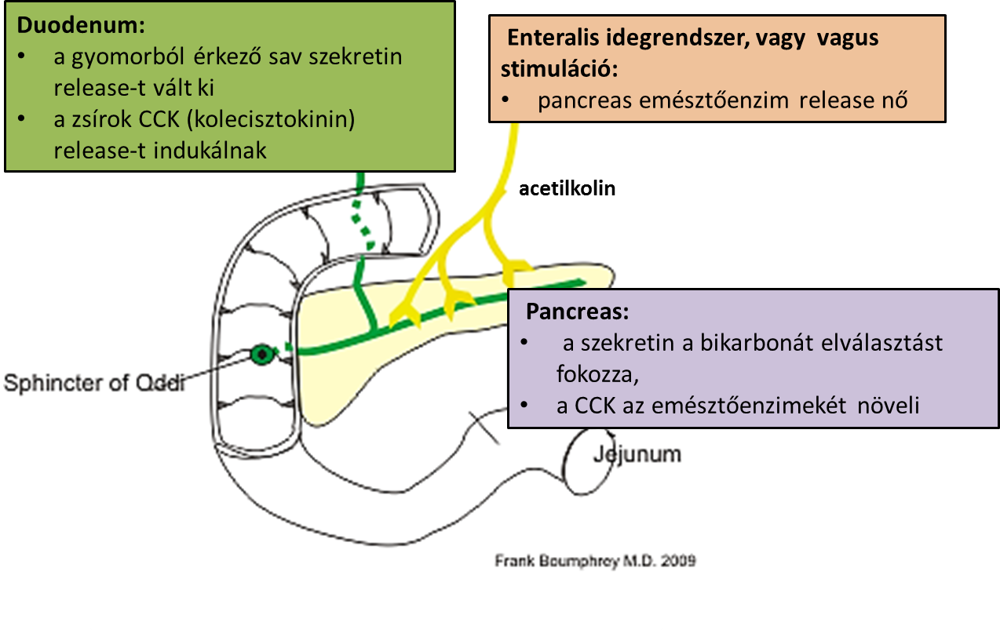 Duodenum:
• a gyomorból érkező sav szekretin
release-t vált ki
• a zsírok CCK (kolecisztokinin)
release-t indukálnak
Enteralis idegrendszer, vagy vagus
stimuláció:
• pancreas emésztőenzim release nő
acetilkolin
Pancreas:
• a szekretin a bikarbonát elválasztást
fokozza,
• a CCK az emésztőenzimekét növeli
Sphincter of Oddi
Jejunum
Frank Boumphrey M.D. 2009